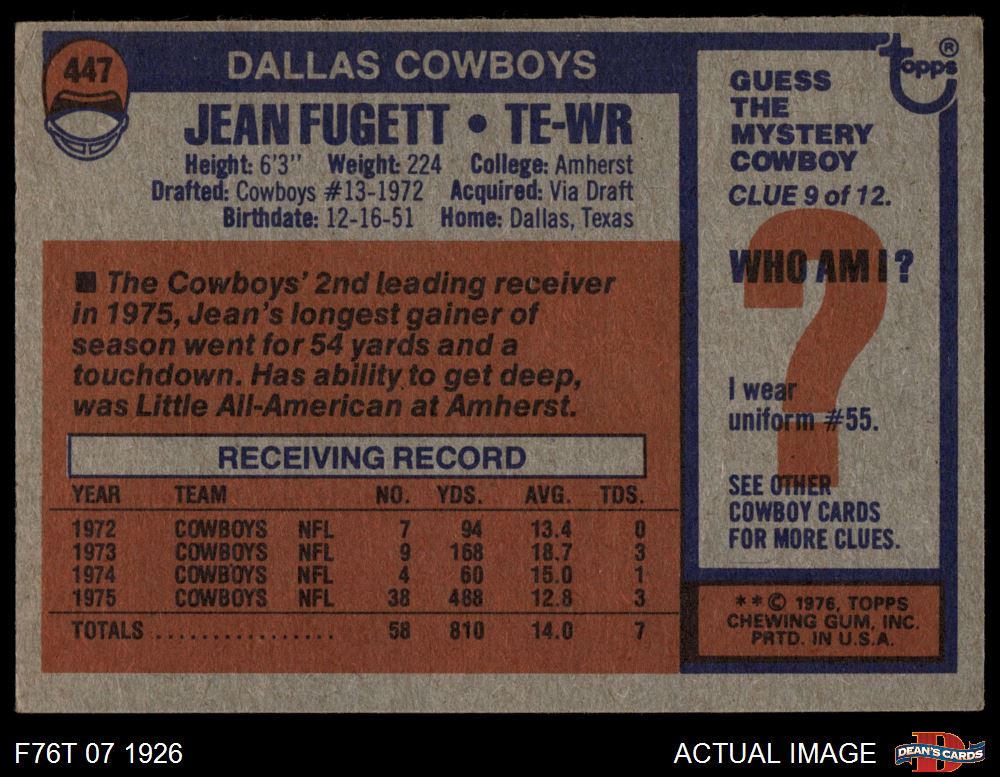 447
DALLAS COWBOYS
JEAN FUGETT • TE-WR
Height: 6'3" Weight: 224 College: Amherst
Drafted: Cowboys #13-1972 Acquired: Via Draft
Birthdate: 12-16-51 Home: Dallas, Texas
■ The Cowboys' 2nd leading receiver
in 1975, Jean's longest gainer of
season went for 54 yards and a
touchdown. Has ability to get deep,
was Little All-American at Amherst.
RECEIVING RECORD
YEAR TEAM NO. YDS. AVG. TDS.
1972 COWBOYS NFL 7 94 13.4 0
1973 COWBOYS NFL 9 168 18.7 3
1974 COWBOYS NFL 4 60 15.0 1
1975 COWBOYS NFL 38 488 12.8 3
TOTALS ................ 58 810 14.0 7
topps®
GUESS
THE
MYSTERY
COWBOY
CLUE 9 of 12.
WHO AM I?
?
I wear
uniform #55.
SEE OTHER
COWBOY CARDS
FOR MORE CLUES.
**© 1976, TOPPS
CHEWING GUM, INC.
PRTD. IN U.S.A.
F76T 07 1926
ACTUAL IMAGE
D
DEAN'S CARDS